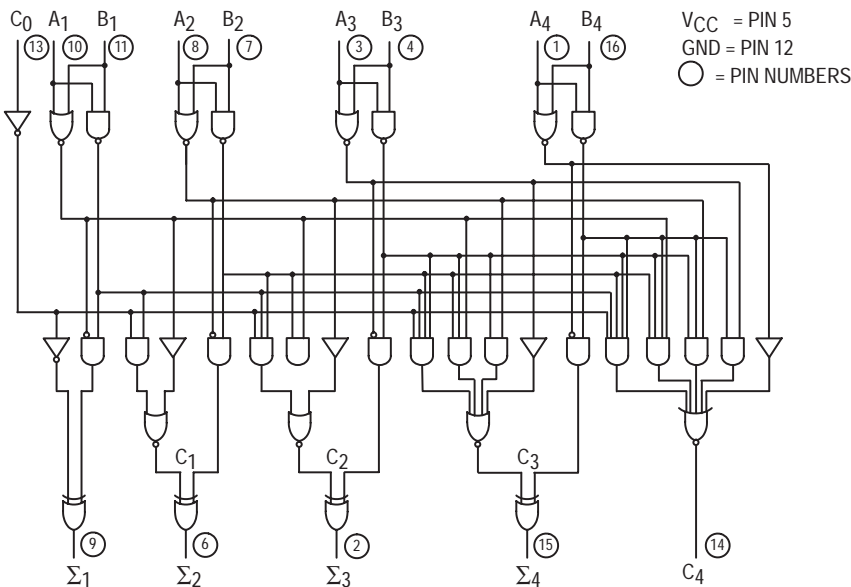 C0 A1 B1 A2 B2 A3 B3 A4 B4
VCC = PIN 5
GND = PIN 12
= PIN NUMBERS
13 10 11 8 7 3 4 1 16
C1 C2 C3
9 6 2 15 14
Σ1 Σ2 Σ3 Σ4 C4